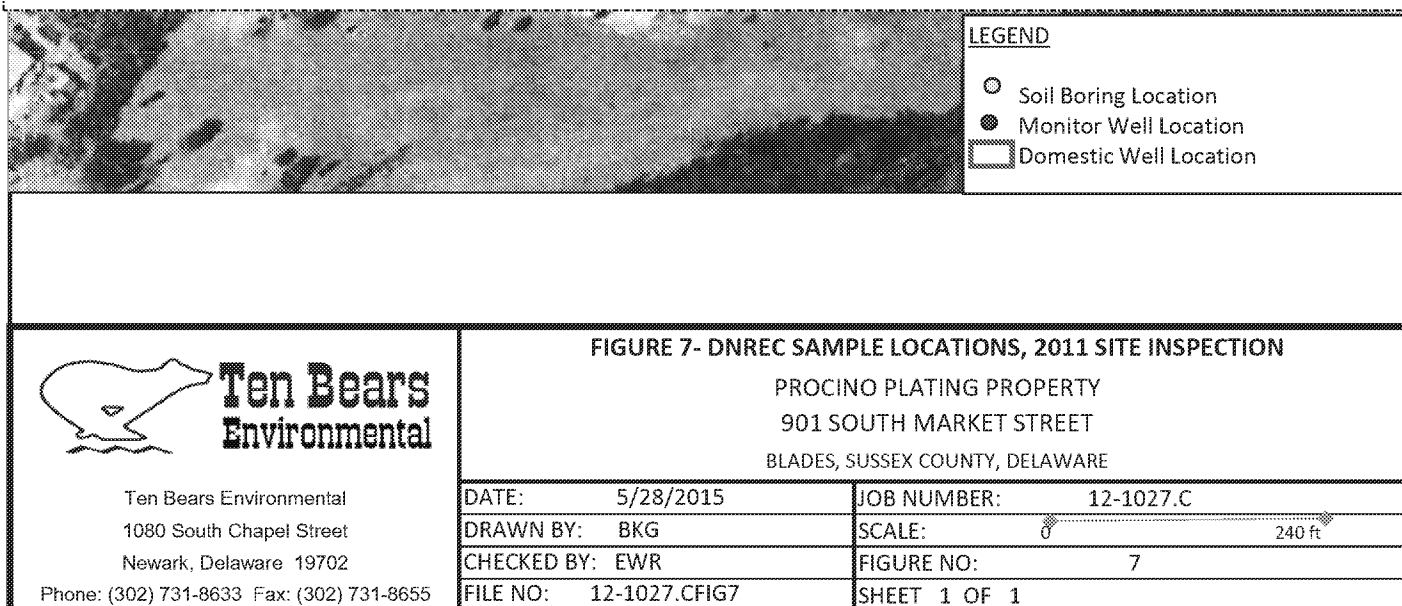 LEGEND
Soil Boring Location
Monitor Well Location
Domestic Well Location
Ten Bears
Environmental
Ten Bears Environmental
1080 South Chapel Street
Newark, Delaware 19702
Phone: (302) 731-8633 Fax: (302) 731-8655
FIGURE 7- DNREC SAMPLE LOCATIONS, 2011 SITE INSPECTION
PROCINO PLATING PROPERTY
901 SOUTH MARKET STREET
BLADES, SUSSEX COUNTY, DELAWARE
DATE: 5/28/2015
JOB NUMBER: 12-1027.C
DRAWN BY: BKG
SCALE: 0 240 ft
CHECKED BY: EWR
FIGURE NO: 7
FILE NO: 12-1027.CFIG7
SHEET 1 OF 1